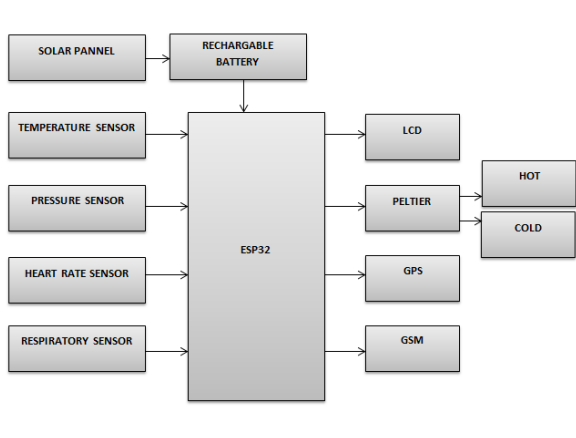 SOLAR PANNEL
RECHARGABLE
BATTERY
TEMPERATURE SENSOR
LCD
HOT
PRESSURE SENSOR
PELTIER
COLD
ESP32
HEART RATE SENSOR
GPS
RESPIRATORY SENSOR
GSM